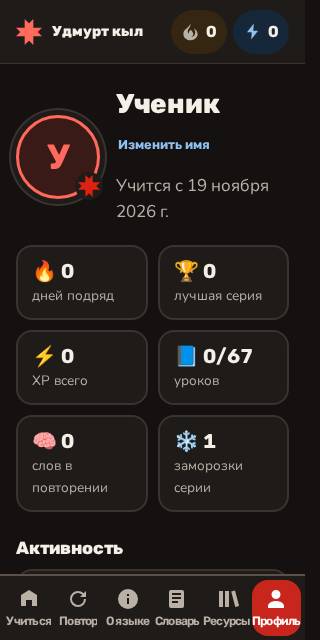 Удмурт кыл
0
0
Ученик
Изменить имя
У
Учится с 19 ноября
2026 г.
0
дней подряд
0
лучшая серия
0
XP всего
0/67
уроков
0
слов в
повторении
1
заморозки
серии
Активность
Учиться
Повтор
О языке
Словарь
Ресурсы
Профиль